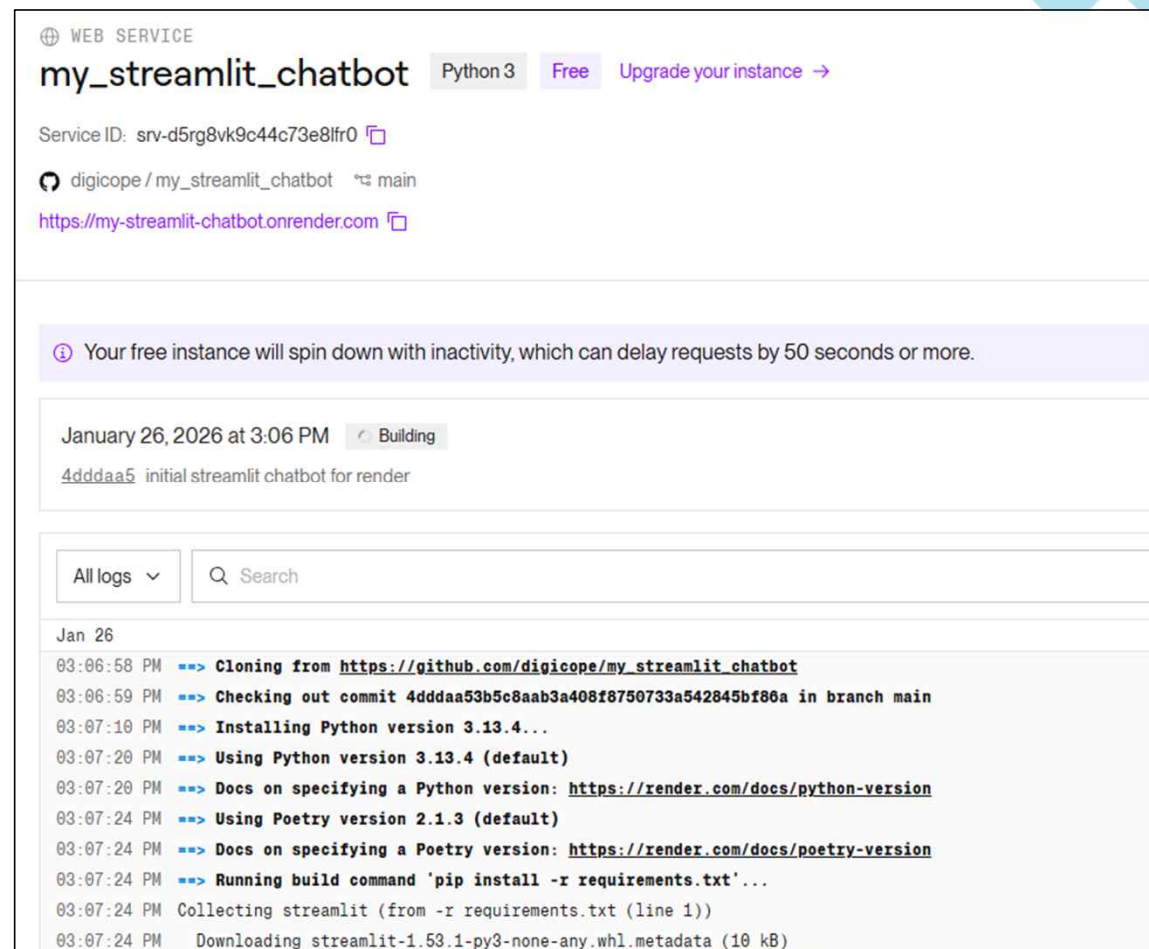 WEB SERVICE
my_streamlit_chatbot Python 3 Free Upgrade your instance →
Service ID: srv-d5rg8vk9c44c73e8lfr0
digicope / my_streamlit_chatbot main
https://my-streamlit-chatbot.onrender.com
Your free instance will spin down with inactivity, which can delay requests by 50 seconds or more.
January 26, 2026 at 3:06 PM Building
4dddaa5 initial streamlit chatbot for render
All logs Search
Jan 26
03:06:58 PM ==> Cloning from https://github.com/digicope/my_streamlit_chatbot
03:06:59 PM ==> Checking out commit 4dddaa53b5c8aab3a408f8750733a542845bf86a in branch main
03:07:10 PM ==> Installing Python version 3.13.4...
03:07:20 PM ==> Using Python version 3.13.4 (default)
03:07:20 PM ==> Docs on specifying a Python version: https://render.com/docs/python-version
03:07:24 PM ==> Using Poetry version 2.1.3 (default)
03:07:24 PM ==> Docs on specifying a Poetry version: https://render.com/docs/poetry-version
03:07:24 PM ==> Running build command 'pip install -r requirements.txt'...
03:07:24 PM Collecting streamlit (from -r requirements.txt (line 1))
03:07:24 PM Downloading streamlit-1.53.1-py3-none-any.whl.metadata (10 kB)